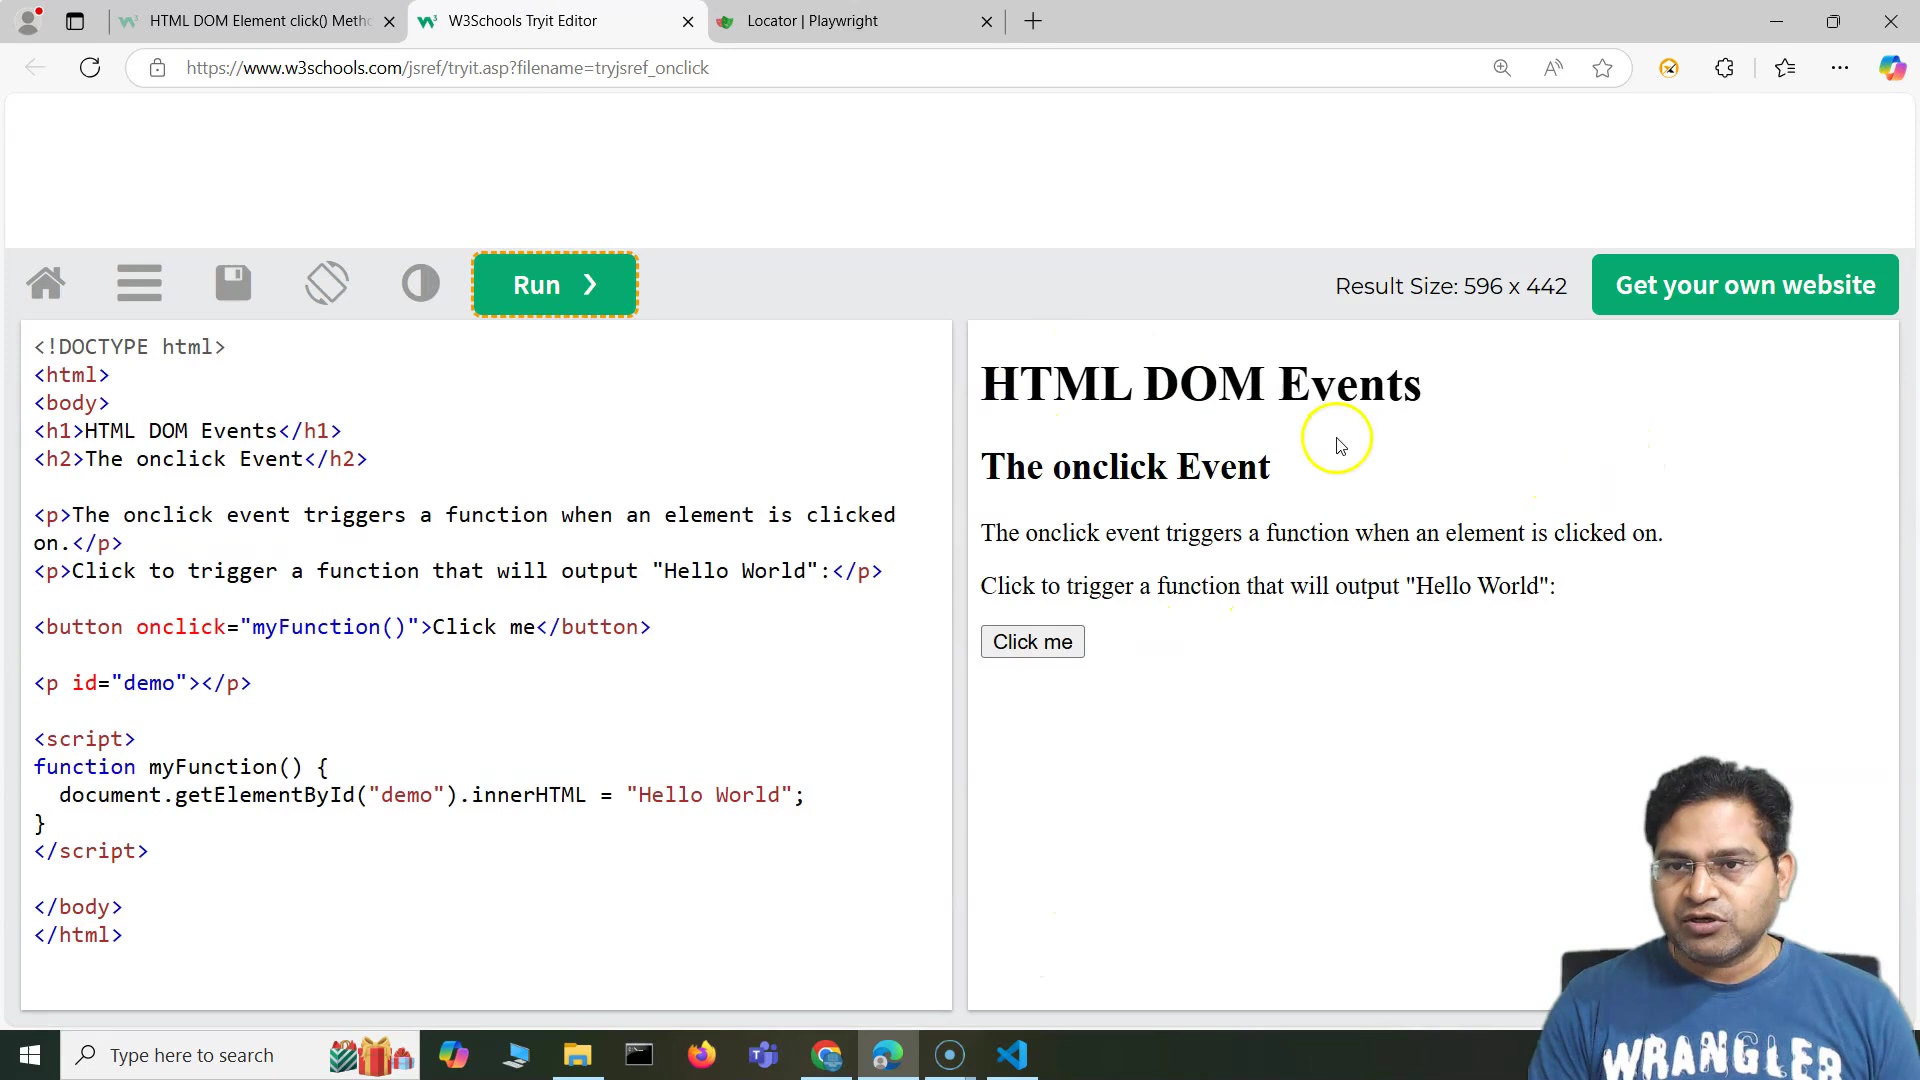 HTML DOM Element click() Meth
W3Schools Tryit Editor
Locator | Playwright
https://www.w3schools.com/jsref/tryit.asp?filename=tryjsref_onclick
Run ❯
Result Size: 596 x 442
Get your own website
<!DOCTYPE html>
<html>
<body>
<h1>HTML DOM Events</h1>
<h2>The onclick Event</h2>
<p>The onclick event triggers a function when an element is clicked
on.</p>
<p>Click to trigger a function that will output "Hello World":</p>
<button onclick="myFunction()">Click me</button>
<p id="demo"></p>
<script>
function myFunction() {
document.getElementById("demo").innerHTML = "Hello World";
}
</script>
</body>
</html>
HTML DOM Events
The onclick Event
The onclick event triggers a function when an element is clicked on.
Click to trigger a function that will output "Hello World":
Click me
WRANGLER
Type here to search